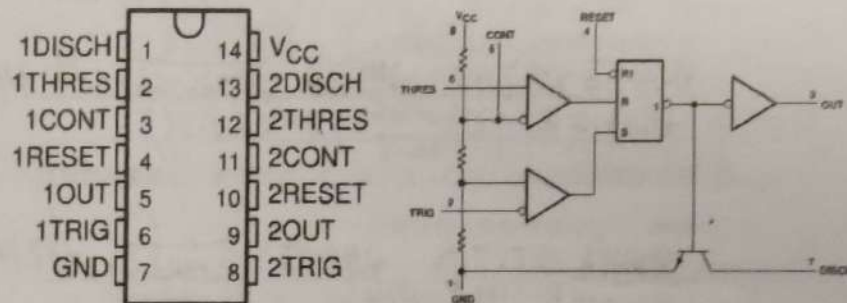 1DISCH 1 14 VCC
1THRES 2 13 2DISCH
1CONT 3 12 2THRES
1RESET 4 11 2CONT
1OUT 5 10 2RESET
1TRIG 6 9 2OUT
GND 7 8 2TRIG
VCC
8
CONT
5
RESET
4
THRES 6
R1
R
S
1
3
OUT
TRIG 2
7
DISCH
1
GND